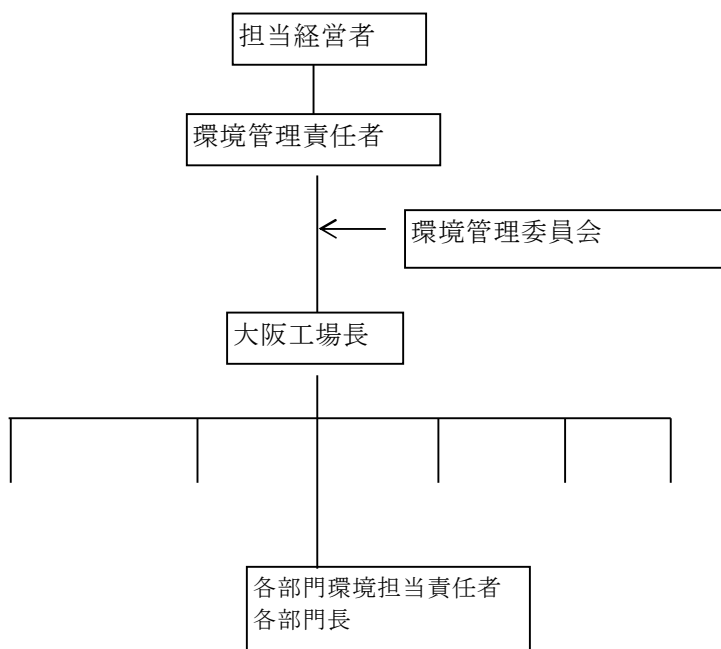 担当経営者
環境管理責任者
環境管理委員会
大阪工場長
各部門環境担当責任者
各部門長